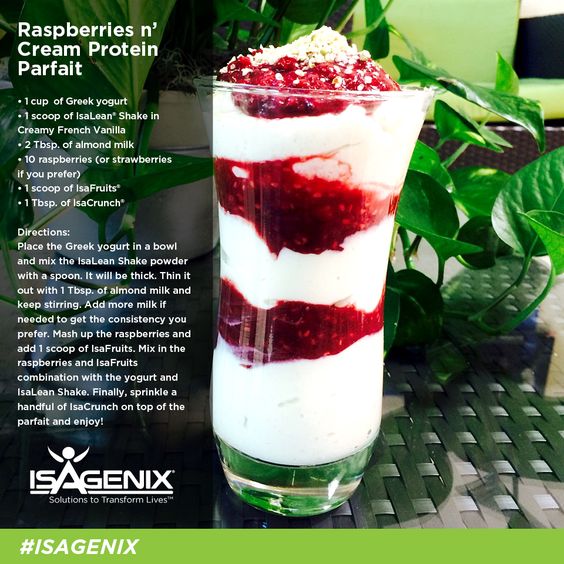 Raspberries n'
Cream Protein
Parfait
• 1 cup of Greek yogurt
• 1 scoop of IsaLean® Shake in
Creamy French Vanilla
• 2 Tbsp. of almond milk
• 10 raspberries (or strawberries
if you prefer)
• 1 scoop of IsaFruits®
• 1 Tbsp. of IsaCrunch®
Directions:
Place the Greek yogurt in a bowl
and mix the IsaLean Shake powder
with a spoon. It will be thick. Thin it
out with 1 Tbsp. of almond milk and
keep stirring. Add more milk if
needed to get the consistency you
prefer. Mash up the raspberries and
add 1 scoop of IsaFruits. Mix in the
raspberries and IsaFruits
combination with the yogurt and
IsaLean Shake. Finally, sprinkle a
handful of IsaCrunch on top of the
parfait and enjoy!
ISAGENIX®
Solutions to Transform Lives™
#ISAGENIX